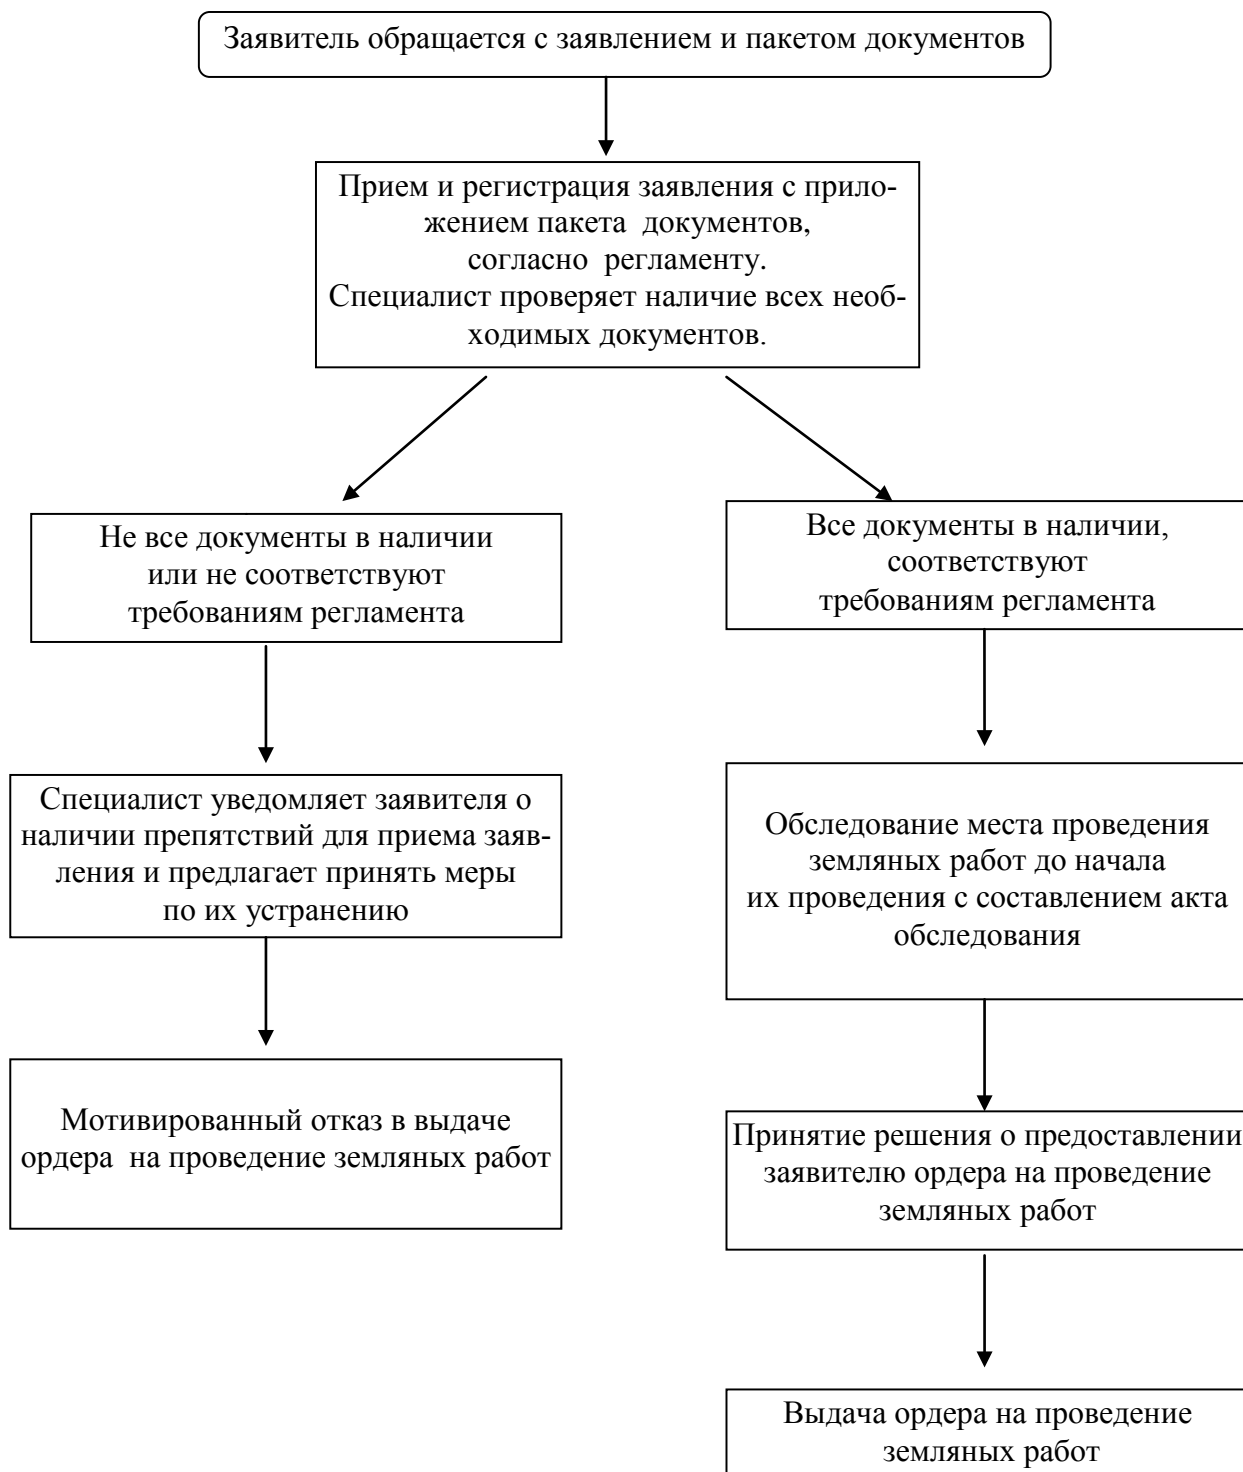 Заявитель обращается с заявлением и пакетом документов
Прием и регистрация заявления с прило-
жением пакета документов,
согласно регламенту.
Специалист проверяет наличие всех необ-
ходимых документов.
Не все документы в наличии
или не соответствуют
требованиям регламента
Все документы в наличии,
соответствуют
требованиям регламента
Специалист уведомляет заявителя о
наличии препятствий для приема заяв-
ления и предлагает принять меры
по их устранению
Обследование места проведения
земляных работ до начала
их проведения с составлением акта
обследования
Мотивированный отказ в выдаче
ордера на проведение земляных работ
Принятие решения о предоставлении
заявителю ордера на проведение
земляных работ
Выдача ордера на проведение
земляных работ